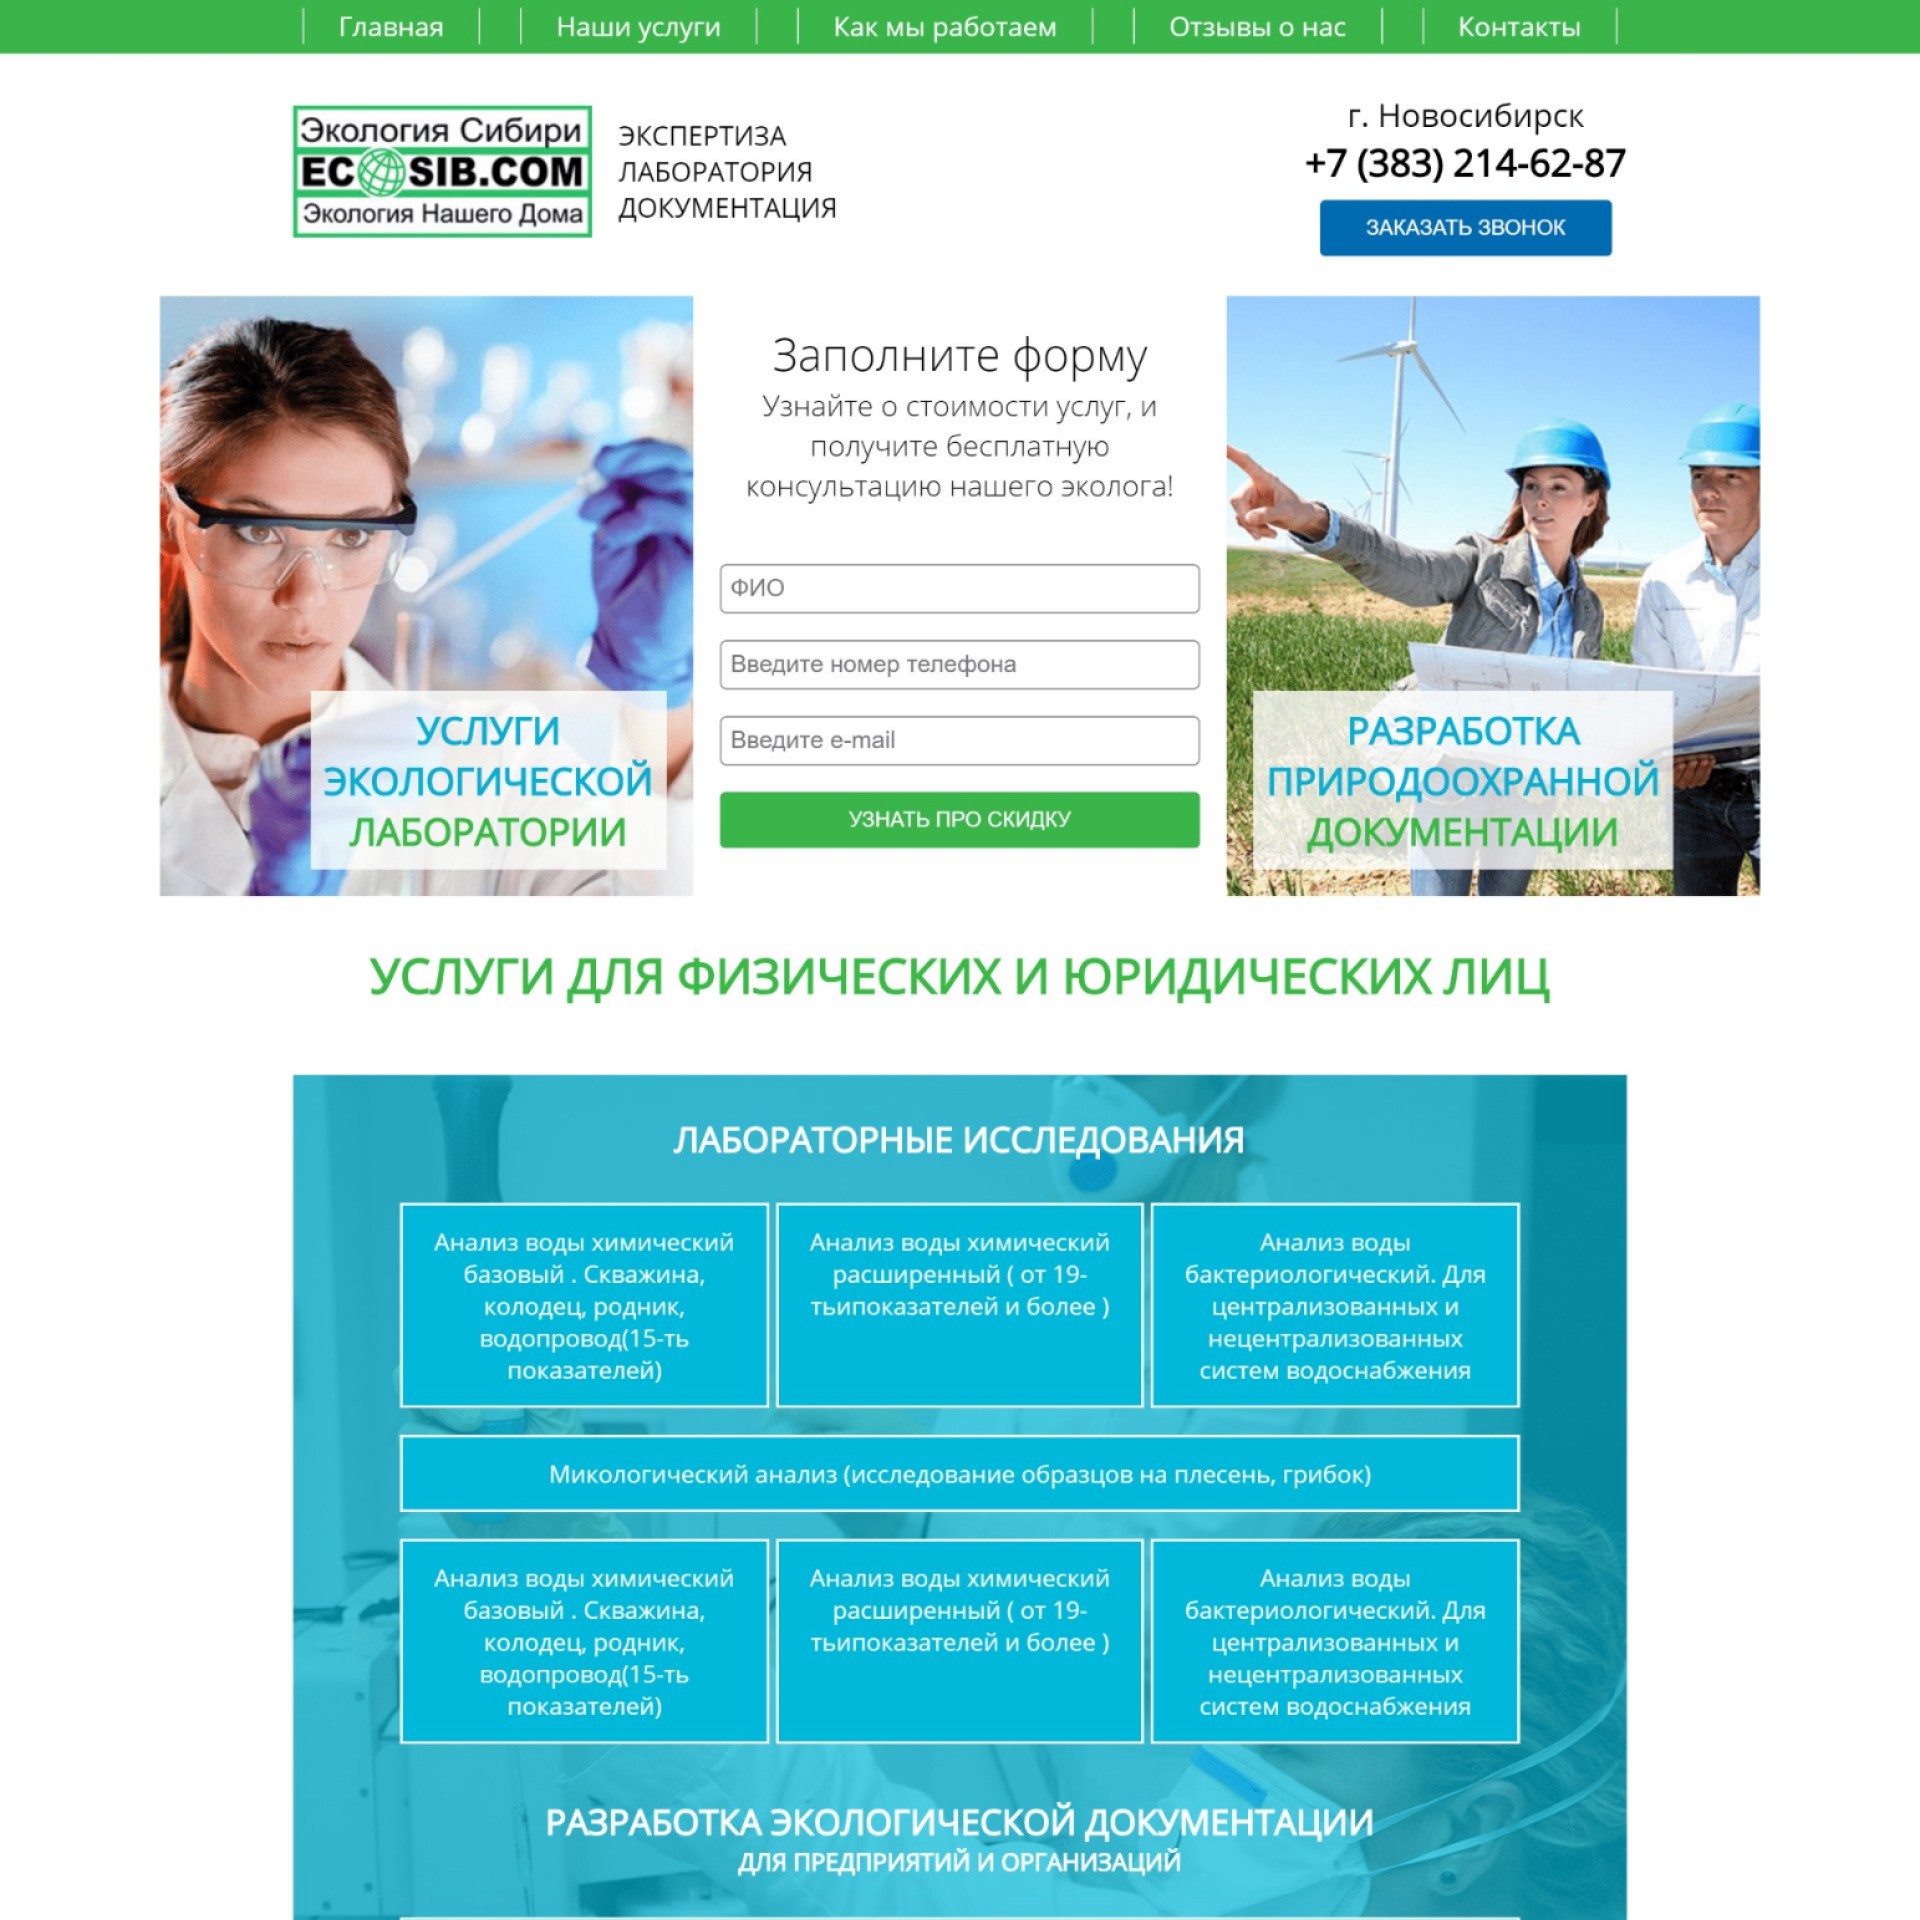 Главная
Наши услуги
Как мы работаем
Отзывы о нас
Контакты
Экология Сибири
ECOSIB.COM
Экология Нашего Дома
ЭКСПЕРТИЗА
ЛАБОРАТОРИЯ
ДОКУМЕНТАЦИЯ
г. Новосибирск
+7 (383) 214-62-87
ЗАКАЗАТЬ ЗВОНОК
УСЛУГИ
ЭКОЛОГИЧЕСКОЙ
ЛАБОРАТОРИИ
Заполните форму
Узнайте о стоимости услуг, и
получите бесплатную
консультацию нашего эколога!
ФИО
Введите номер телефона
Введите e-mail
УЗНАТЬ ПРО СКИДКУ
РАЗРАБОТКА
ПРИРОДООХРАННОЙ
ДОКУМЕНТАЦИИ
УСЛУГИ ДЛЯ ФИЗИЧЕСКИХ И ЮРИДИЧЕСКИХ ЛИЦ
ЛАБОРАТОРНЫЕ ИССЛЕДОВАНИЯ
Анализ воды химический
базовый . Скважина,
колодец, родник,
водопровод(15-ть
показателей)
Анализ воды химический
расширенный ( от 19-
тьипоказателей и более )
Анализ воды
бактериологический. Для
централизованных и
нецентрализованных
систем водоснабжения
Микологический анализ (исследование образцов на плесень, грибок)
Анализ воды химический
базовый . Скважина,
колодец, родник,
водопровод(15-ть
показателей)
Анализ воды химический
расширенный ( от 19-
тьипоказателей и более )
Анализ воды
бактериологический. Для
централизованных и
нецентрализованных
систем водоснабжения
РАЗРАБОТКА ЭКОЛОГИЧЕСКОЙ ДОКУМЕНТАЦИИ
ДЛЯ ПРЕДПРИЯТИЙ И ОРГАНИЗАЦИЙ